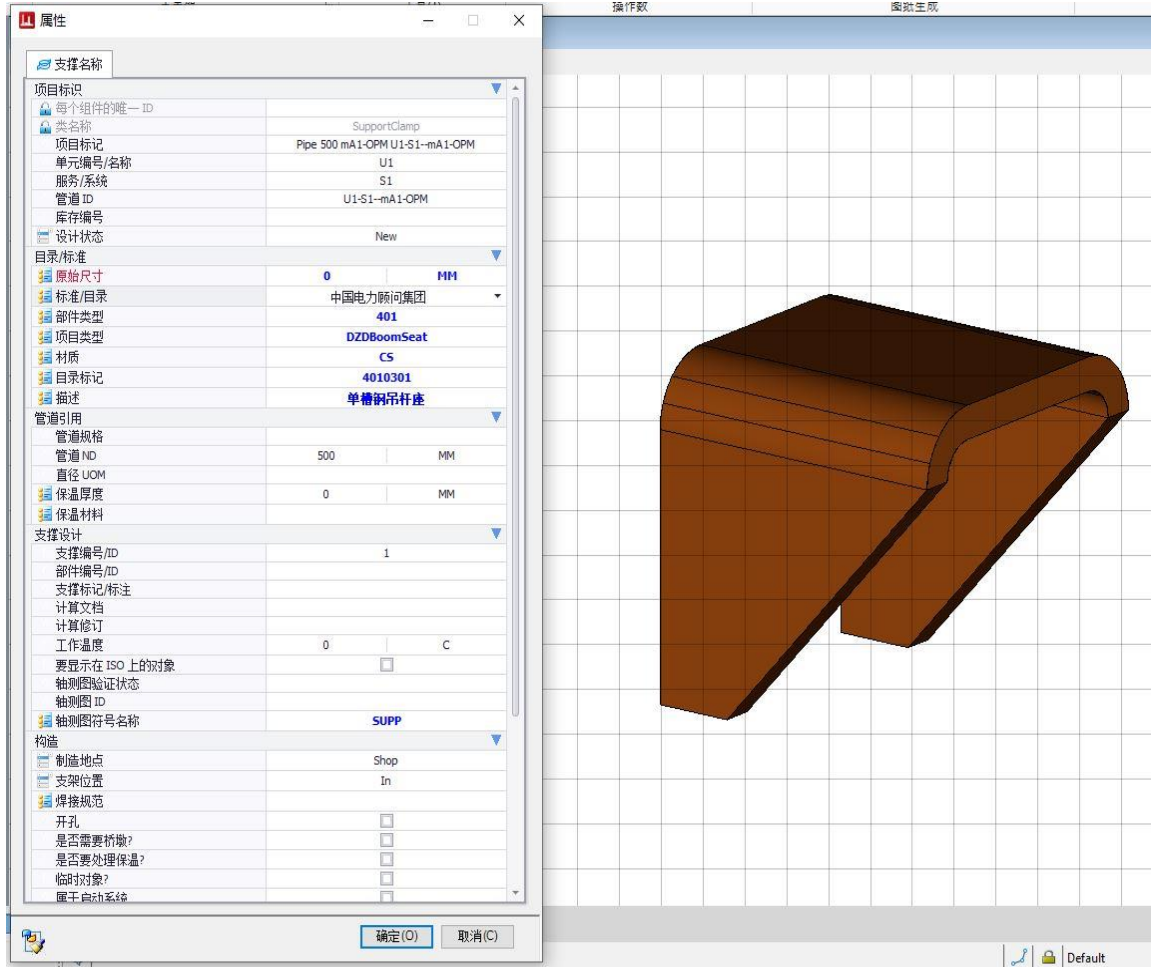 操作数
图纸生成
属性
支撑名称
项目标识
每个组件的唯一 ID
类名称 SupportClamp
项目标记 Pipe 500 mA1-OPM U1-S1--mA1-OPM
单元编号/名称 U1
服务/系统 S1
管道 ID U1-S1--mA1-OPM
库存编号
设计状态 New
目录/标准
原始尺寸 0 MM
标准/目录 中国电力顾问集团
部件类型 401
项目类型 DZDBoomSeat
材质 CS
目录标记 4010301
描述 单槽钢吊杆座
管道引用
管道规格
管道 ND 500 MM
直径 UOM
保温厚度 0 MM
保温材料
支撑设计
支撑编号/ID 1
部件编号/ID
支撑标记/标注
计算文档
计算修订
工作温度 0 C
要显示在 ISO 上的对象
轴测图验证状态
轴测图 ID
轴测图符号名称 SUPP
构造
制造地点 Shop
支架位置 In
焊接规范
开孔
是否需要桥墩?
是否要处理保温?
临时对象?
属于启动系统
确定(O) 取消(C)
Default